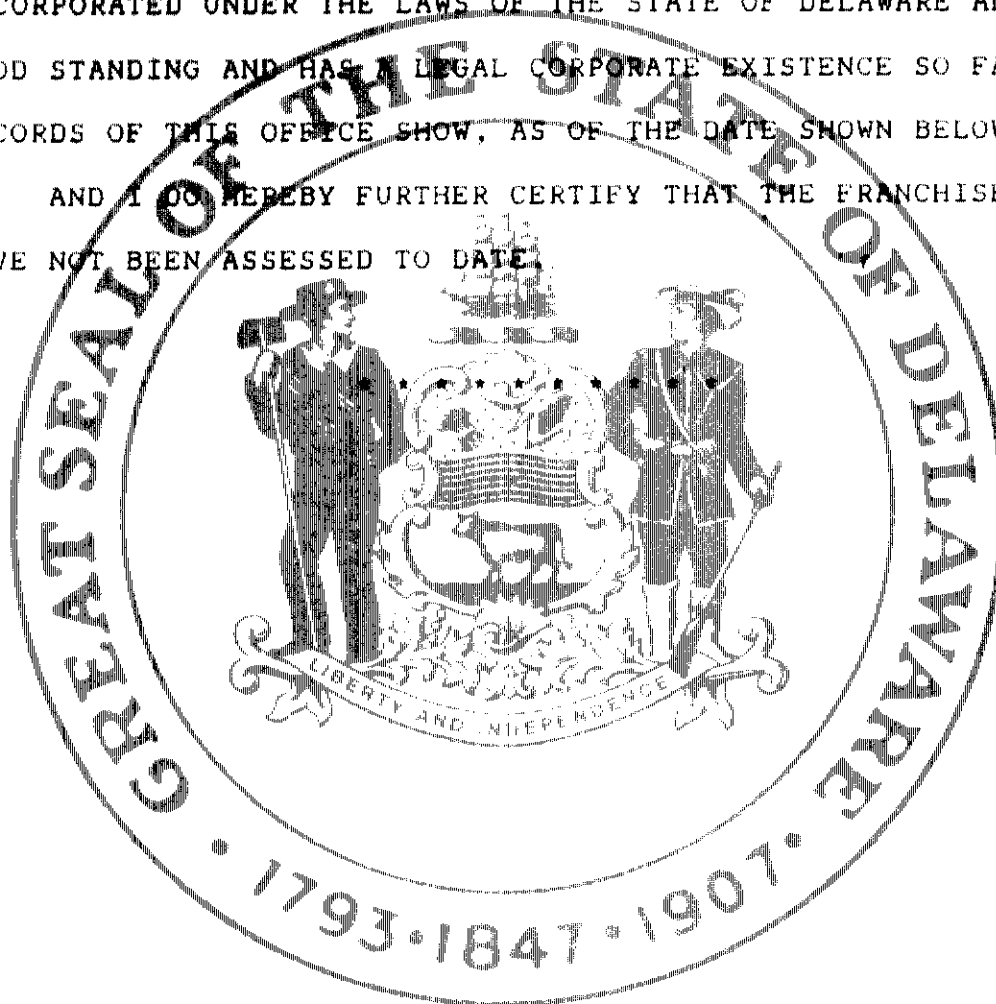 CORPORATED UNDER THE LAWS OF THE STATE OF DELAWARE A
OD STANDING AND HAS A LEGAL CORPORATE EXISTENCE SO FA
CORDS OF THIS OFFICE SHOW, AS OF THE DATE SHOWN BELOW
AND I DO HEREBY FURTHER CERTIFY THAT THE FRANCHISE
VE NOT BEEN ASSESSED TO DATE.
* * * * * * * * * *
GREAT SEAL OF THE STATE OF DELAWARE
LIBERTY AND INDEPENDENCE
· 1793 · 1847 · 1907 ·